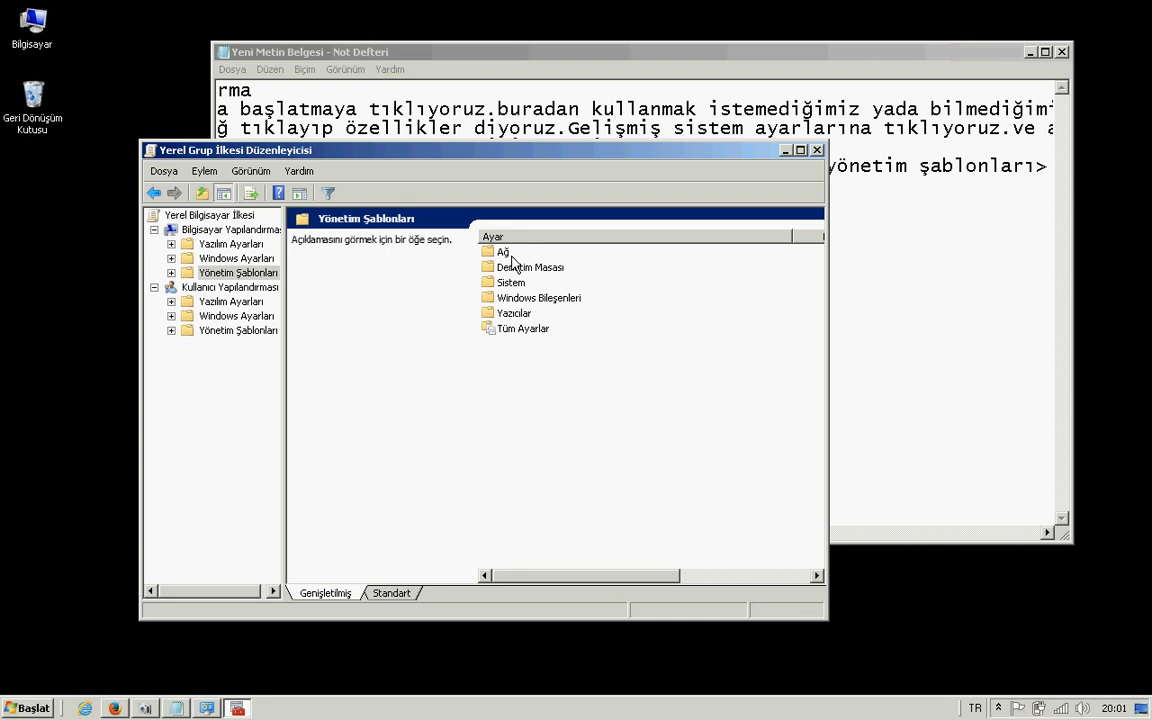 Bilgisayar
Geri Dönüşüm
Kutusu
Yeni Metin Belgesi - Not Defteri
Dosya Düzen Biçim Görünüm Yardım
rma
a başlatmaya tıklıyoruz.buradan kullanmak istemediğimiz yada bilmediğimi
ğ tıklayıp özellikler diyoruz.Gelişmiş sistem ayarlarına tıklıyoruz.ve a
yönetim şablonları>
Yerel Grup İlkesi Düzenleyicisi
Dosya Eylem Görünüm Yardım
Yerel Bilgisayar İlkesi
Bilgisayar Yapılandırmas
Yazılım Ayarları
Windows Ayarları
Yönetim Şablonları
Kullanıcı Yapılandırması
Yazılım Ayarları
Windows Ayarları
Yönetim Şablonları
Yönetim Şablonları
Açıklamasını görmek için bir öğe seçin.
Ayar
Ağ
Denetim Masası
Sistem
Windows Bileşenleri
Yazıcılar
Tüm Ayarlar
Genişletilmiş Standart
Başlat
TR
20:01